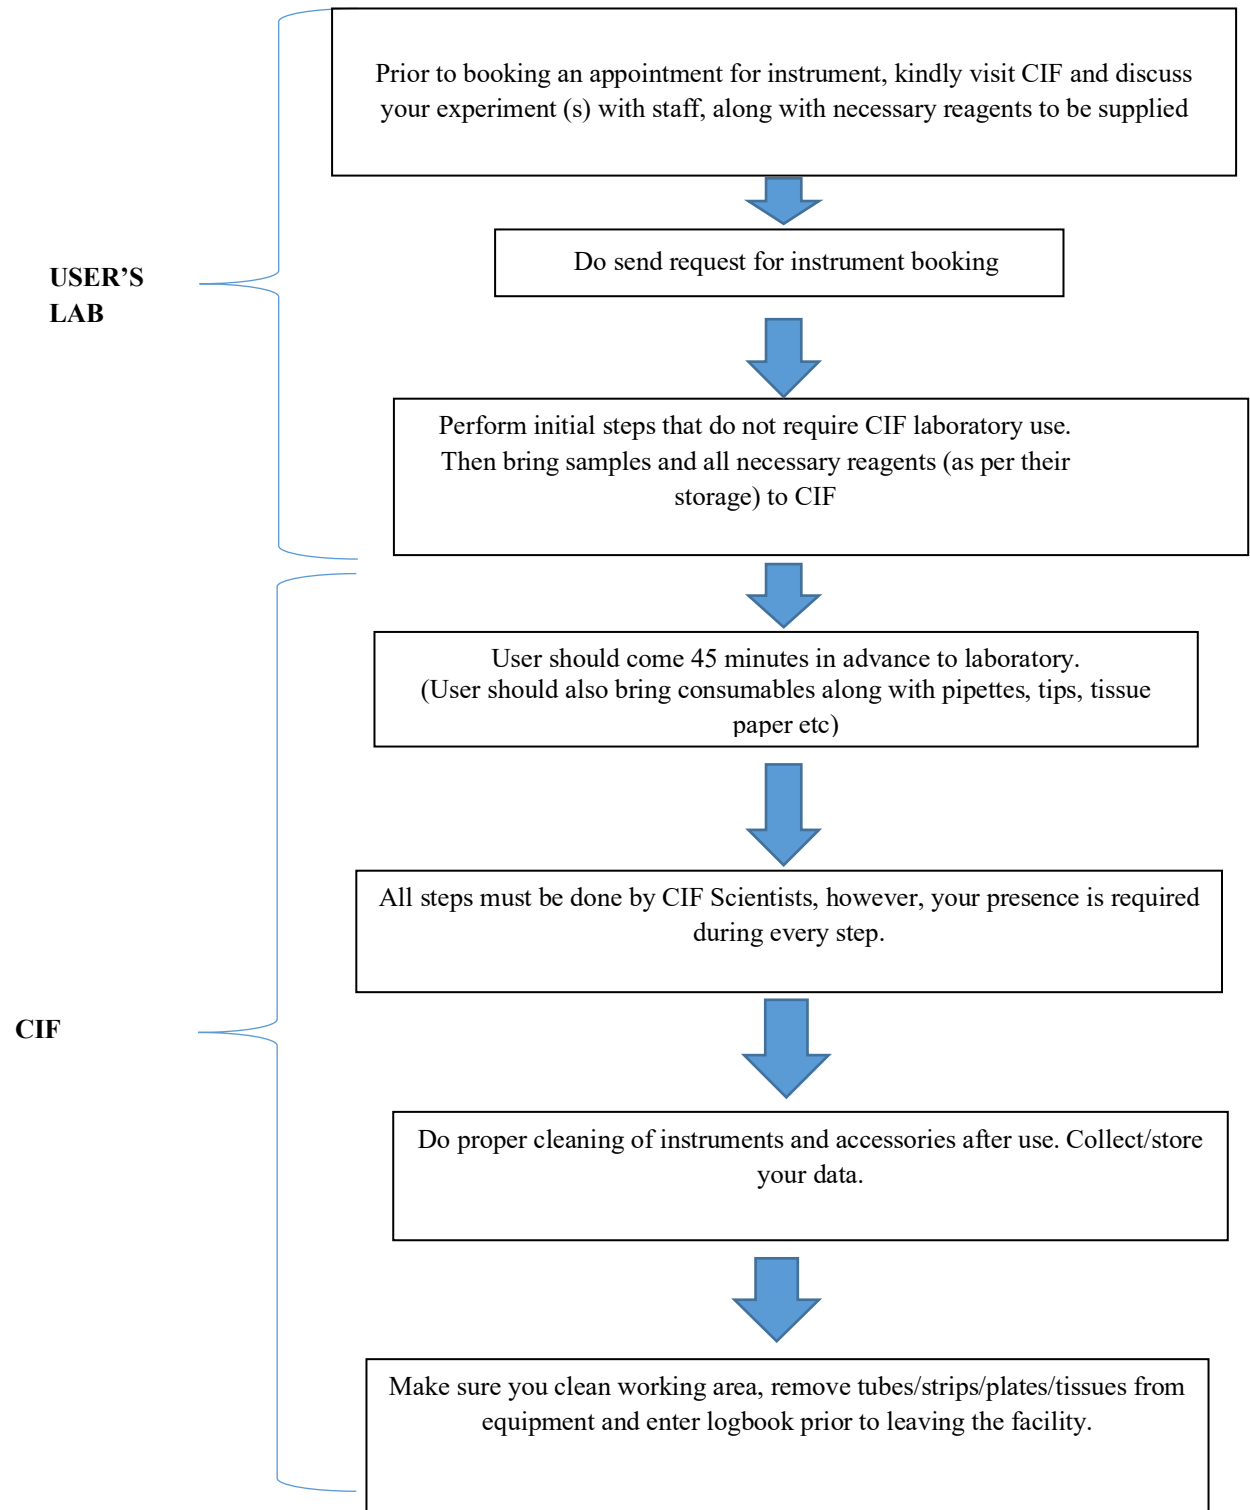 Prior to booking an appointment for instrument, kindly visit CIF and discuss
your experiment (s) with staff, along with necessary reagents to be supplied
Do send request for instrument booking
USER’S
LAB
Perform initial steps that do not require CIF laboratory use.
Then bring samples and all necessary reagents (as per their
storage) to CIF
User should come 45 minutes in advance to laboratory.
(User should also bring consumables along with pipettes, tips, tissue
paper etc)
All steps must be done by CIF Scientists, however, your presence is required
during every step.
CIF
Do proper cleaning of instruments and accessories after use. Collect/store
your data.
Make sure you clean working area, remove tubes/strips/plates/tissues from
equipment and enter logbook prior to leaving the facility.